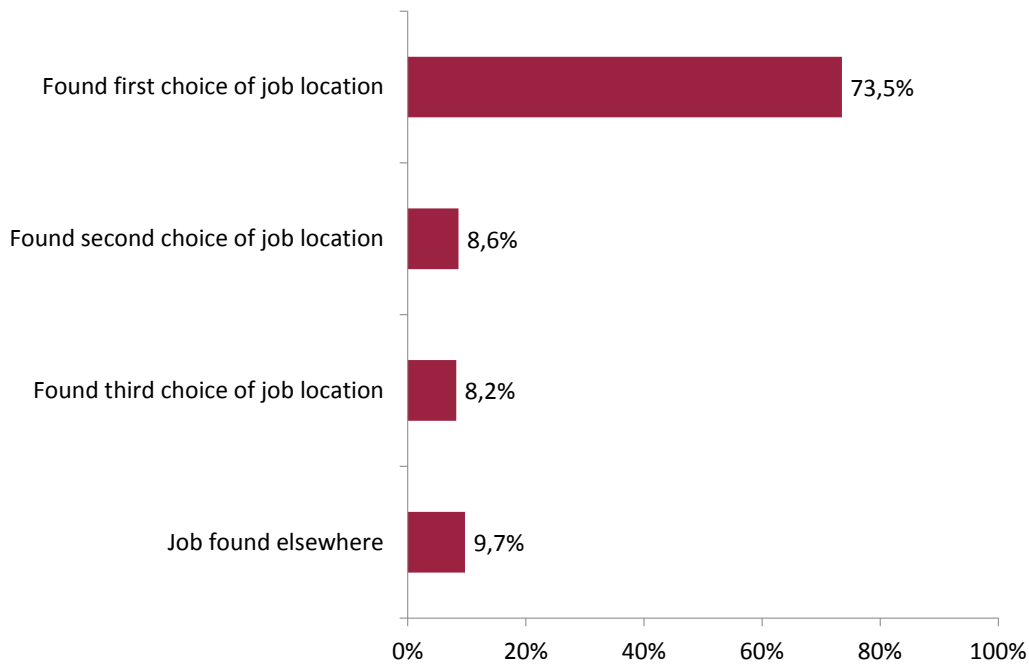 Found first choice of job location
73,5%
Found second choice of job location
8,6%
Found third choice of job location
8,2%
Job found elsewhere
9,7%
0%
20%
40%
60%
80%
100%